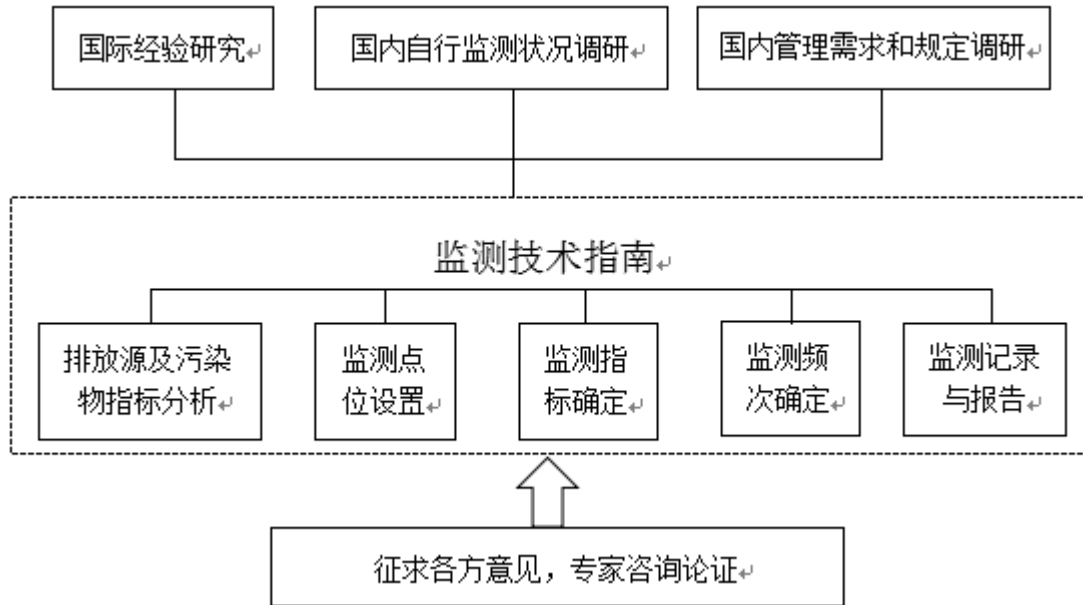 国际经验研究
国内自行监测状况调研
国内管理需求和规定调研
监测技术指南
排放源及污染
物指标分析
监测点
位设置
监测指
标确定
监测频
次确定
监测记录
与报告
征求各方意见，专家咨询论证